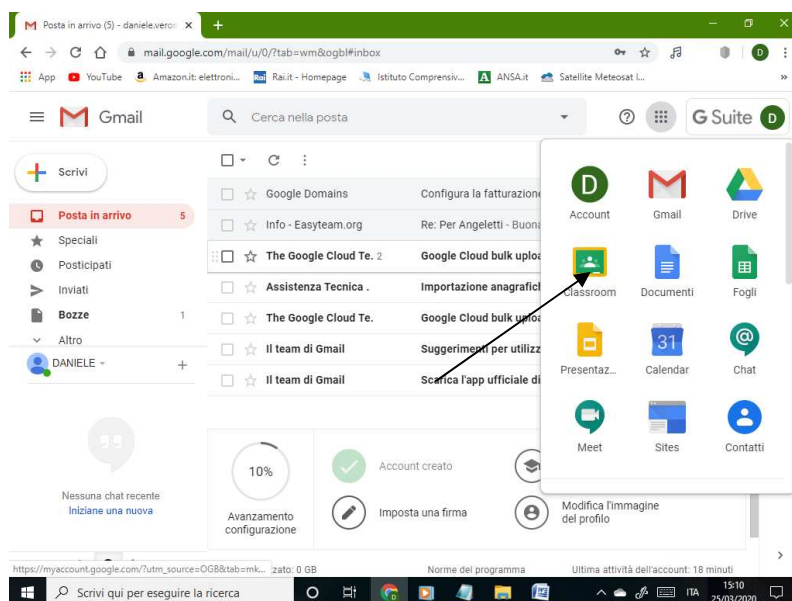 Posta in arrivo (5) - daniele.veron
mail.google.com/mail/u/0/?tab=wm&ogbl#inbox
D
App YouTube Amazon.it: elettroni... Rai.it - Homepage Istituto Comprensiv... ANSA.it Satellite Meteosat I...
Gmail
Cerca nella posta
G Suite D
Scrivi
Posta in arrivo 5
Speciali
Posticipati
Inviati
Bozze 1
Altro
DANIELE
Nessuna chat recente
Iniziane una nuova
Google Domains Configura la fatturazione
Info - Easyteam.org Re: Per Angeletti - Buona
The Google Cloud Te. 2 Google Cloud bulk uploa
Assistenza Tecnica . Importazione anagrafich
The Google Cloud Te. Google Cloud bulk uploa
Il team di Gmail Suggerimenti per utilizz
Il team di Gmail Scarica l'app ufficiale di
D
Account Gmail Drive
Classroom Documenti Fogli
31
Presentaz... Calendar Chat
Meet Sites Contatti
10%
Avanzamento
configurazione
Account creato
Imposta una firma
Modifica l'immagine
del profilo
https://myaccount.google.com/?utm_source=OGB&tab=mk... zato: 0 GB
Norme del programma
Ultima attività dell'account: 18 minuti
Scrivi qui per eseguire la ricerca
ITA
15:10
25/03/2020